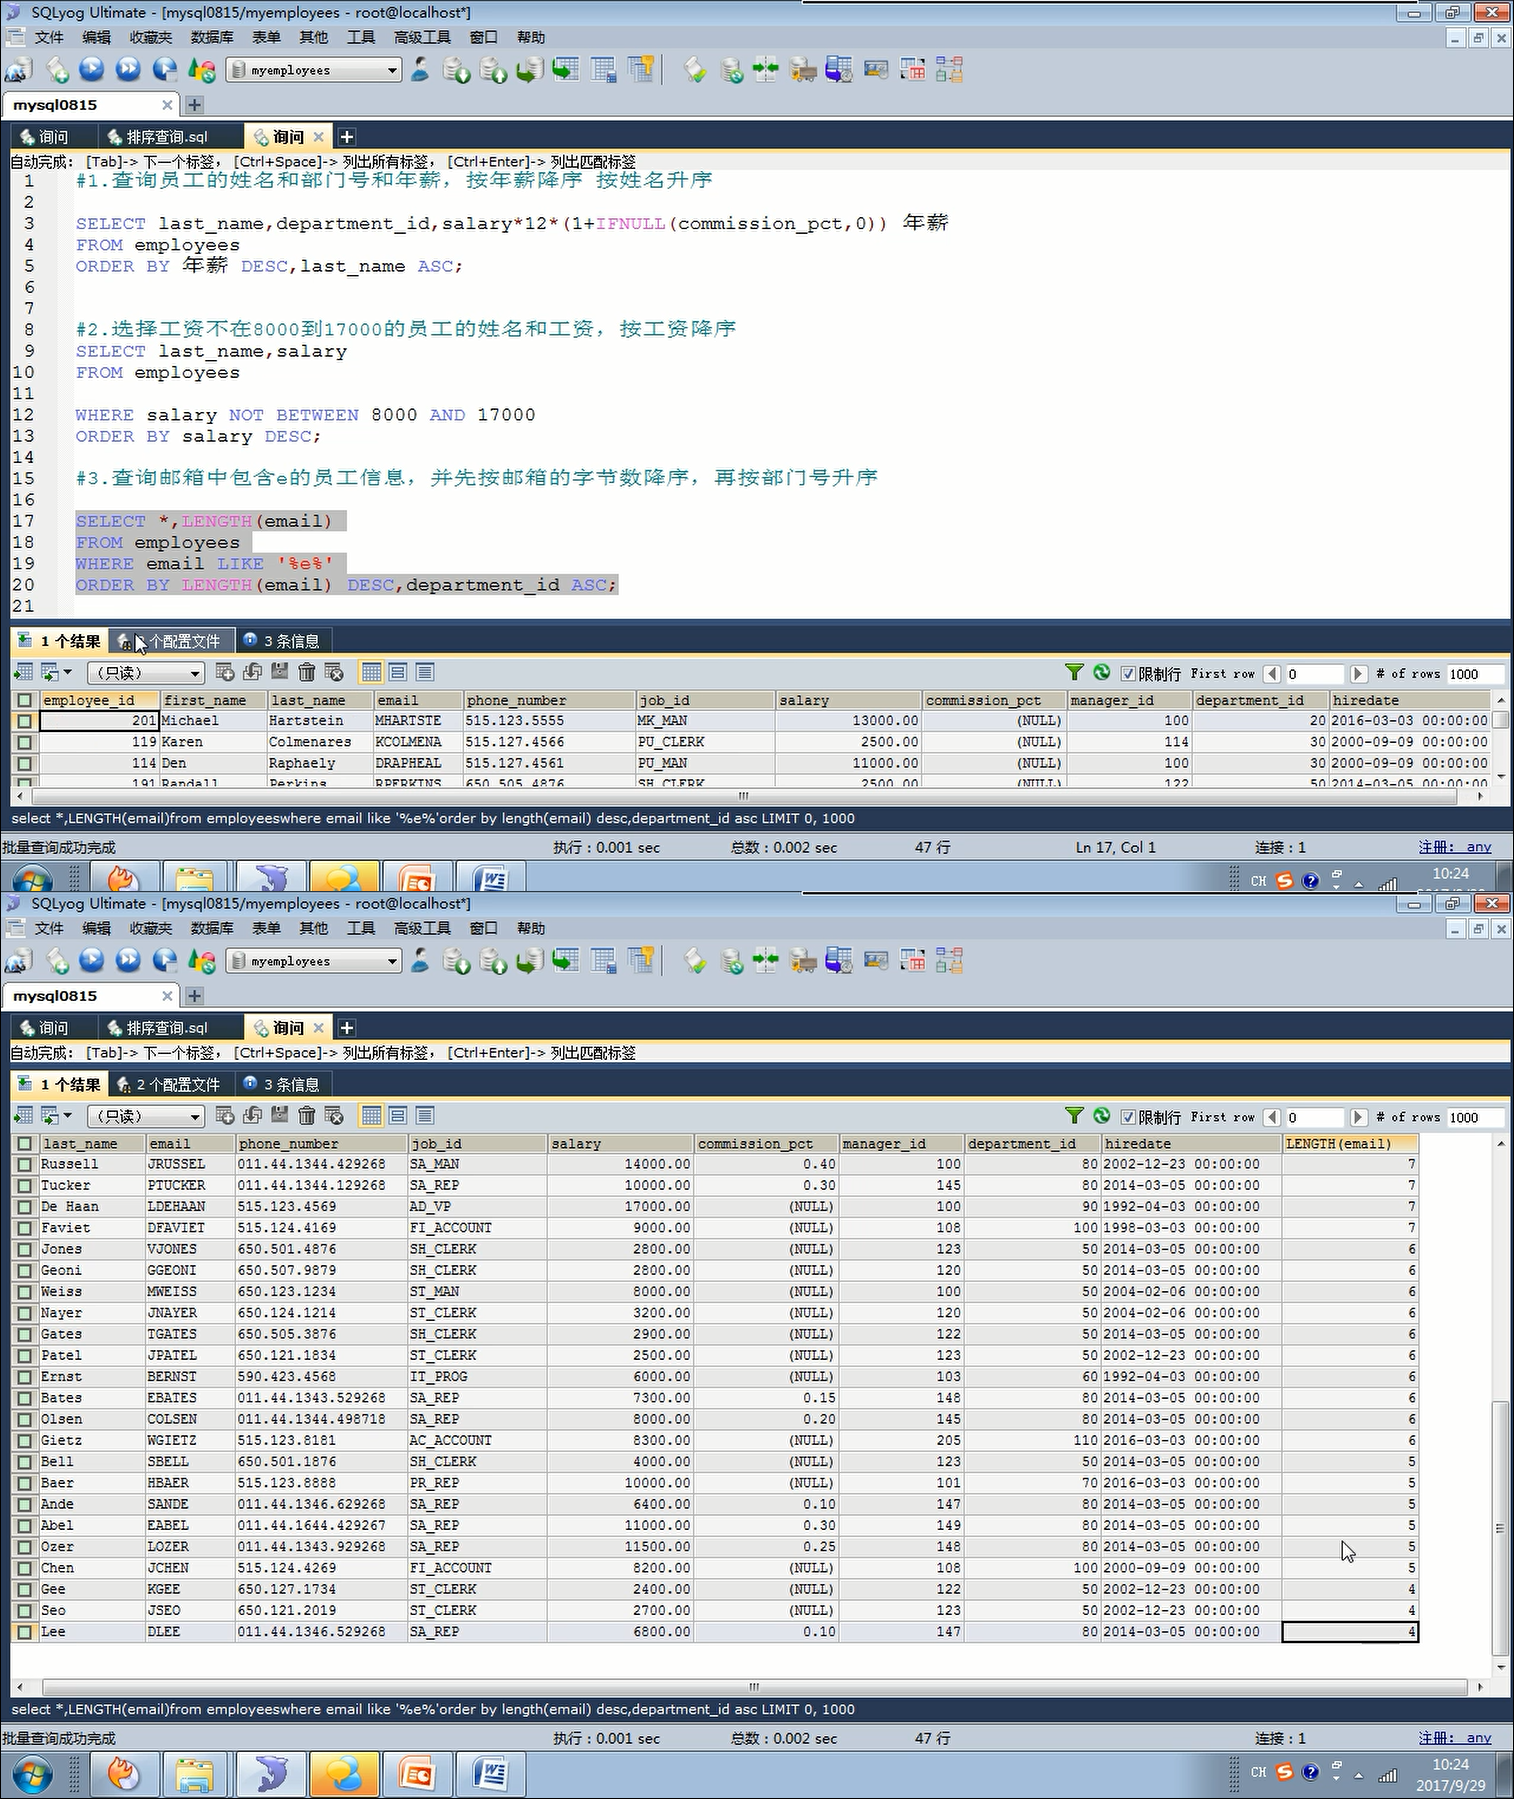 SQLyog Ultimate - [mysql0815/myemployees - root@localhost*]
文件 编辑 收藏夹 数据库 表单 其他 工具 高级工具 窗口 帮助
myemployees
mysql0815
询问 排序查询.sql 询问
自动完成: [Tab]-> 下一个标签, [Ctrl+Space]-> 列出所有标签, [Ctrl+Enter]-> 列出匹配标签
1 #1.查询员工的姓名和部门号和年薪，按年薪降序 按姓名升序
2
3 SELECT last_name,department_id,salary*12*(1+IFNULL(commission_pct,0)) 年薪
4 FROM employees
5 ORDER BY 年薪 DESC,last_name ASC;
6
7
8 #2.选择工资不在8000到17000的员工的姓名和工资，按工资降序
9 SELECT last_name,salary
10 FROM employees
11
12 WHERE salary NOT BETWEEN 8000 AND 17000
13 ORDER BY salary DESC;
14
15 #3.查询邮箱中包含e的员工信息，并先按邮箱的字节数降序，再按部门号升序
16
17 SELECT *,LENGTH(email)
18 FROM employees
19 WHERE email LIKE '%e%'
20 ORDER BY LENGTH(email) DESC,department_id ASC;
21
1 个结果 个配置文件 3 条信息
(只读) 限制行 First row 0 # of rows 1000
employee_id first_name last_name email phone_number job_id salary commission_pct manager_id department_id hiredate
201 Michael Hartstein MHARTSTE 515.123.5555 MK_MAN 13000.00 (NULL) 100 20 2016-03-03 00:00:00
119 Karen Colmenares KCOLMENA 515.127.4566 PU_CLERK 2500.00 (NULL) 114 30 2000-09-09 00:00:00
114 Den Raphaely DRAPHEAL 515.127.4561 PU_MAN 11000.00 (NULL) 100 30 2000-09-09 00:00:00
191 Randall Perkins RPERKINS 650.505.4876 SH_CLERK 2500.00 (NULL) 122 50 2014-03-05 00:00:00
select *,LENGTH(email)from employeeswhere email like '%e%'order by length(email) desc,department_id asc LIMIT 0, 1000
批量查询成功完成 执行：0.001 sec 总数：0.002 sec 47 行 Ln 17, Col 1 连接：1 注册: any
CH 10:24
SQLyog Ultimate - [mysql0815/myemployees - root@localhost*]
文件 编辑 收藏夹 数据库 表单 其他 工具 高级工具 窗口 帮助
myemployees
mysql0815
询问 排序查询.sql 询问
自动完成: [Tab]-> 下一个标签, [Ctrl+Space]-> 列出所有标签, [Ctrl+Enter]-> 列出匹配标签
1 个结果 2 个配置文件 3 条信息
(只读) 限制行 First row 0 # of rows 1000
last_name email phone_number job_id salary commission_pct manager_id department_id hiredate LENGTH(email)
Russell JRUSSEL 011.44.1344.429268 SA_MAN 14000.00 0.40 100 80 2002-12-23 00:00:00 7
Tucker PTUCKER 011.44.1344.129268 SA_REP 10000.00 0.30 145 80 2014-03-05 00:00:00 7
De Haan LDEHAAN 515.123.4569 AD_VP 17000.00 (NULL) 100 90 1992-04-03 00:00:00 7
Faviet DFAVIET 515.124.4169 FI_ACCOUNT 9000.00 (NULL) 108 100 1998-03-03 00:00:00 7
Jones VJONES 650.501.4876 SH_CLERK 2800.00 (NULL) 123 50 2014-03-05 00:00:00 6
Geoni GGEONI 650.507.9879 SH_CLERK 2800.00 (NULL) 120 50 2014-03-05 00:00:00 6
Weiss MWEISS 650.123.1234 ST_MAN 8000.00 (NULL) 100 50 2004-02-06 00:00:00 6
Nayer JNAYER 650.124.1214 ST_CLERK 3200.00 (NULL) 120 50 2004-02-06 00:00:00 6
Gates TGATES 650.505.3876 SH_CLERK 2900.00 (NULL) 122 50 2014-03-05 00:00:00 6
Patel JPATEL 650.121.1834 ST_CLERK 2500.00 (NULL) 123 50 2002-12-23 00:00:00 6
Ernst BERNST 590.423.4568 IT_PROG 6000.00 (NULL) 103 60 1992-04-03 00:00:00 6
Bates EBATES 011.44.1343.529268 SA_REP 7300.00 0.15 148 80 2014-03-05 00:00:00 6
Olsen COLSEN 011.44.1344.498718 SA_REP 8000.00 0.20 145 80 2014-03-05 00:00:00 6
Gietz WGIETZ 515.123.8181 AC_ACCOUNT 8300.00 (NULL) 205 110 2016-03-03 00:00:00 6
Bell SBELL 650.501.1876 SH_CLERK 4000.00 (NULL) 123 50 2014-03-05 00:00:00 5
Baer HBAER 515.123.8888 PR_REP 10000.00 (NULL) 101 70 2016-03-03 00:00:00 5
Ande SANDE 011.44.1346.629268 SA_REP 6400.00 0.10 147 80 2014-03-05 00:00:00 5
Abel EABEL 011.44.1644.429267 SA_REP 11000.00 0.30 149 80 2014-03-05 00:00:00 5
Ozer LOZER 011.44.1343.929268 SA_REP 11500.00 0.25 148 80 2014-03-05 00:00:00 5
Chen JCHEN 515.124.4269 FI_ACCOUNT 8200.00 (NULL) 108 100 2000-09-09 00:00:00 5
Gee KGEE 650.127.1734 ST_CLERK 2400.00 (NULL) 122 50 2002-12-23 00:00:00 4
Seo JSEO 650.121.2019 ST_CLERK 2700.00 (NULL) 123 50 2002-12-23 00:00:00 4
Lee DLEE 011.44.1346.529268 SA_REP 6800.00 0.10 147 80 2014-03-05 00:00:00 4
select *,LENGTH(email)from employeeswhere email like '%e%'order by length(email) desc,department_id asc LIMIT 0, 1000
批量查询成功完成 执行：0.001 sec 总数：0.002 sec 47 行 连接：1 注册: any
CH 10:24
2017/9/29